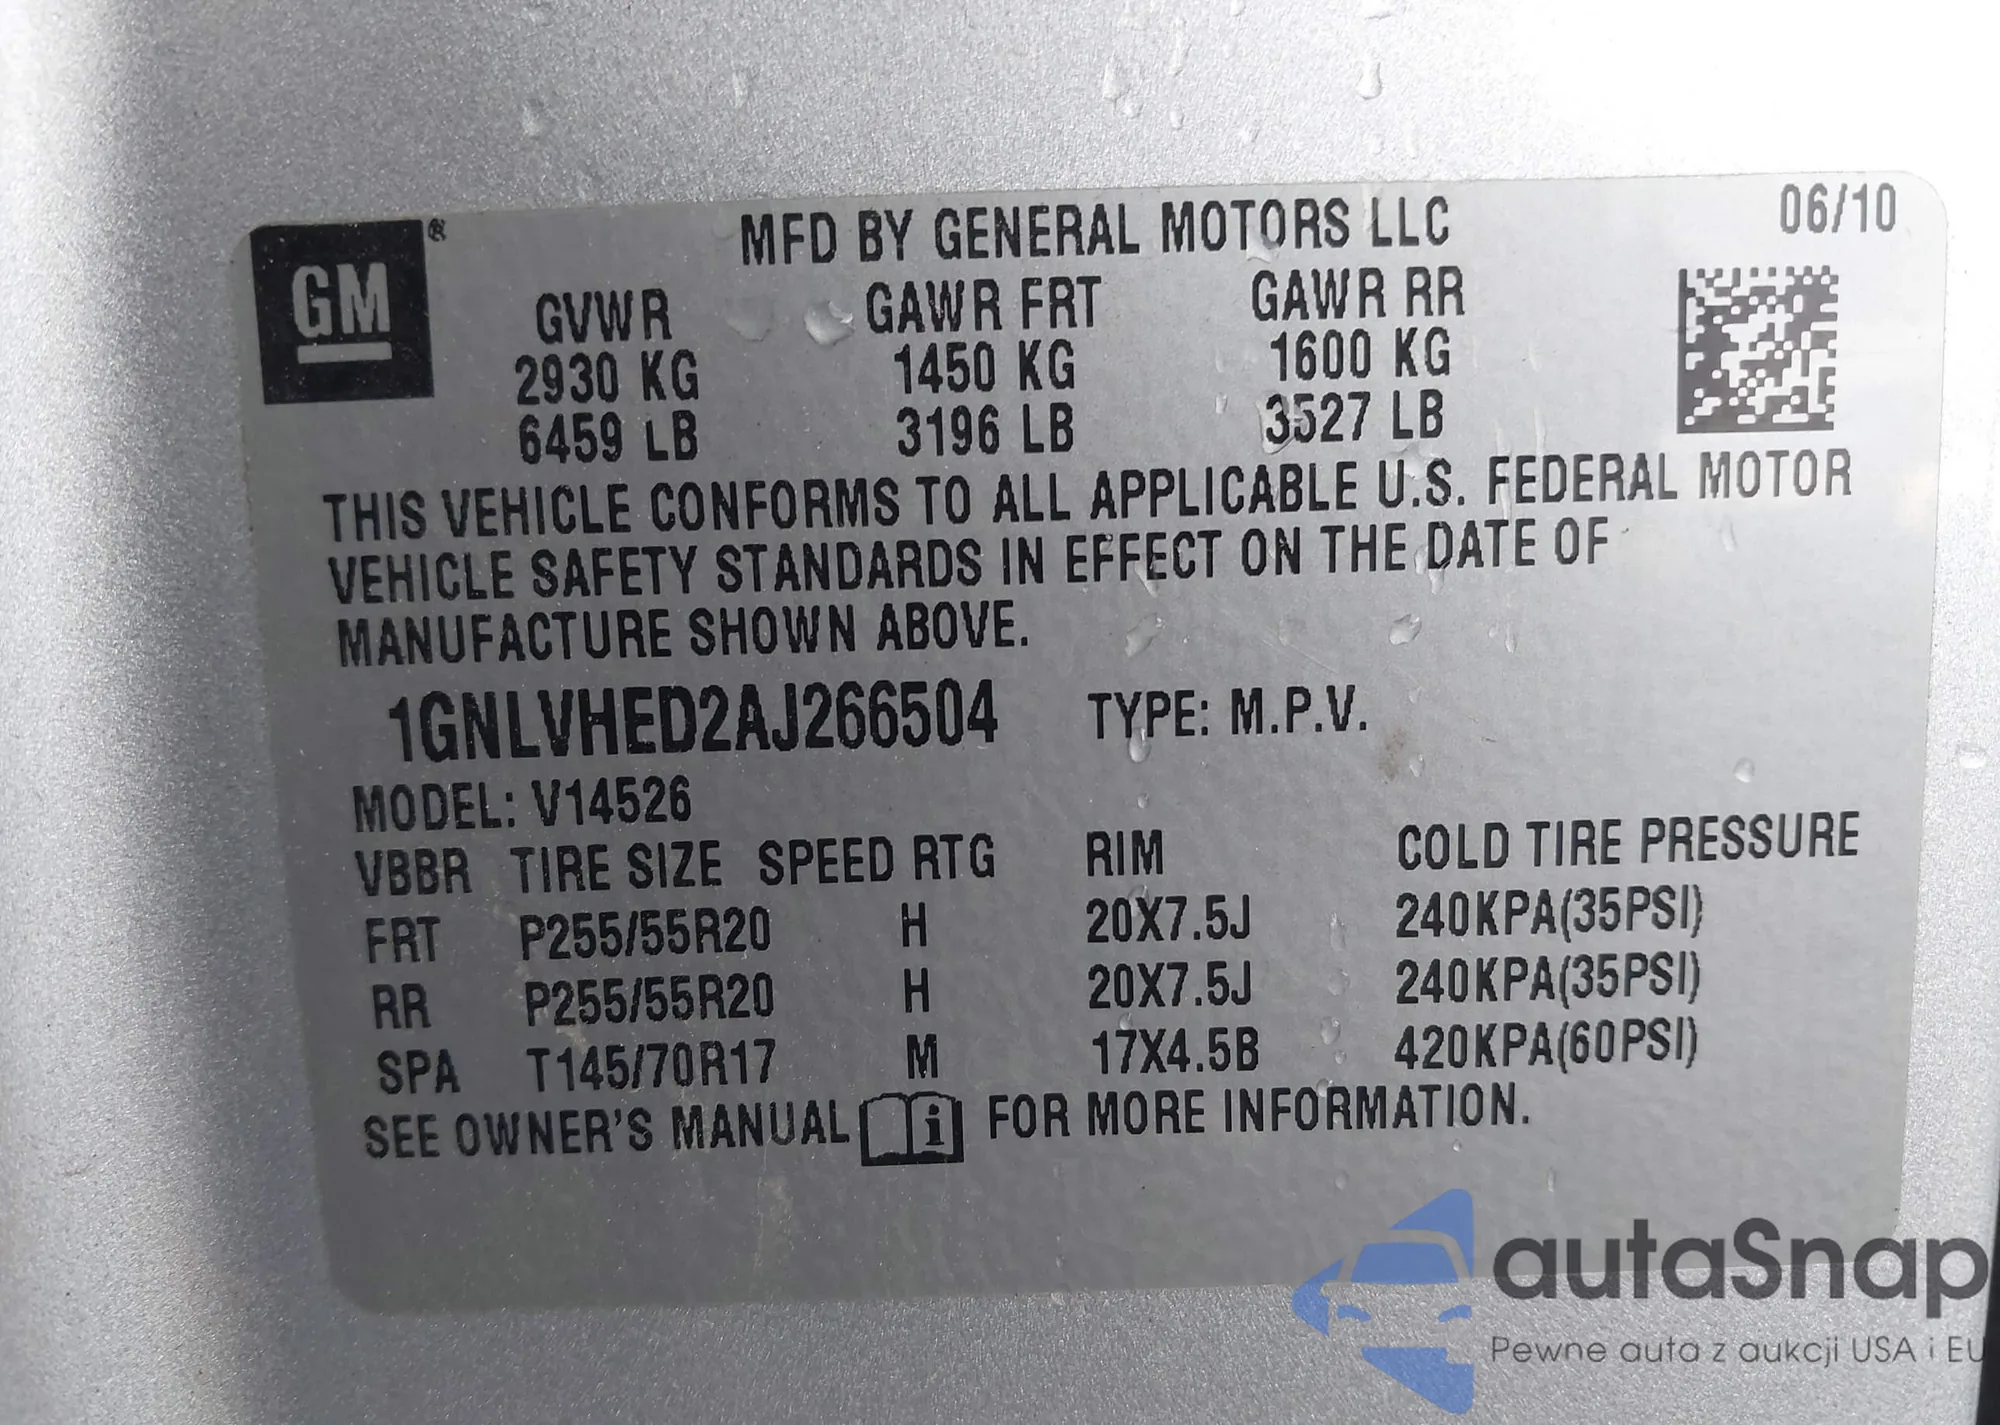 06/10
GM®
MFD BY GENERAL MOTORS LLC
GVWR GAWR FRT GAWR RR
2930 KG 1450 KG 1600 KG
6459 LB 3196 LB 3527 LB
THIS VEHICLE CONFORMS TO ALL APPLICABLE U.S. FEDERAL MOTOR
VEHICLE SAFETY STANDARDS IN EFFECT ON THE DATE OF
MANUFACTURE SHOWN ABOVE.
1GNLVHED2AJ266504 TYPE: M.P.V.
MODEL: V14526
VBBR TIRE SIZE SPEED RTG RIM COLD TIRE PRESSURE
FRT P255/55R20 H 20X7.5J 240KPA(35PSI)
RR P255/55R20 H 20X7.5J 240KPA(35PSI)
SPA T145/70R17 M 17X4.5B 420KPA(60PSI)
SEE OWNER'S MANUAL i FOR MORE INFORMATION.
autaSnap
Pewne auta z aukcji USA i EU